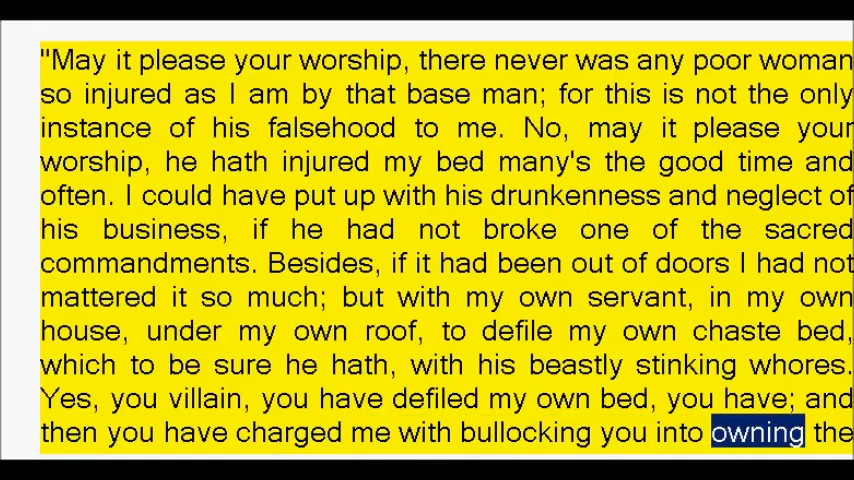 "May it please your worship, there never was any poor woman
so injured as I am by that base man; for this is not the only
instance of his falsehood to me. No, may it please your
worship, he hath injured my bed many's the good time and
often. I could have put up with his drunkenness and neglect of
his business, if he had not broke one of the sacred
commandments. Besides, if it had been out of doors I had not
mattered it so much; but with my own servant, in my own
house, under my own roof, to defile my own chaste bed,
which to be sure he hath, with his beastly stinking whores.
Yes, you villain, you have defiled my own bed, you have; and
then you have charged me with bullocking you into owning the